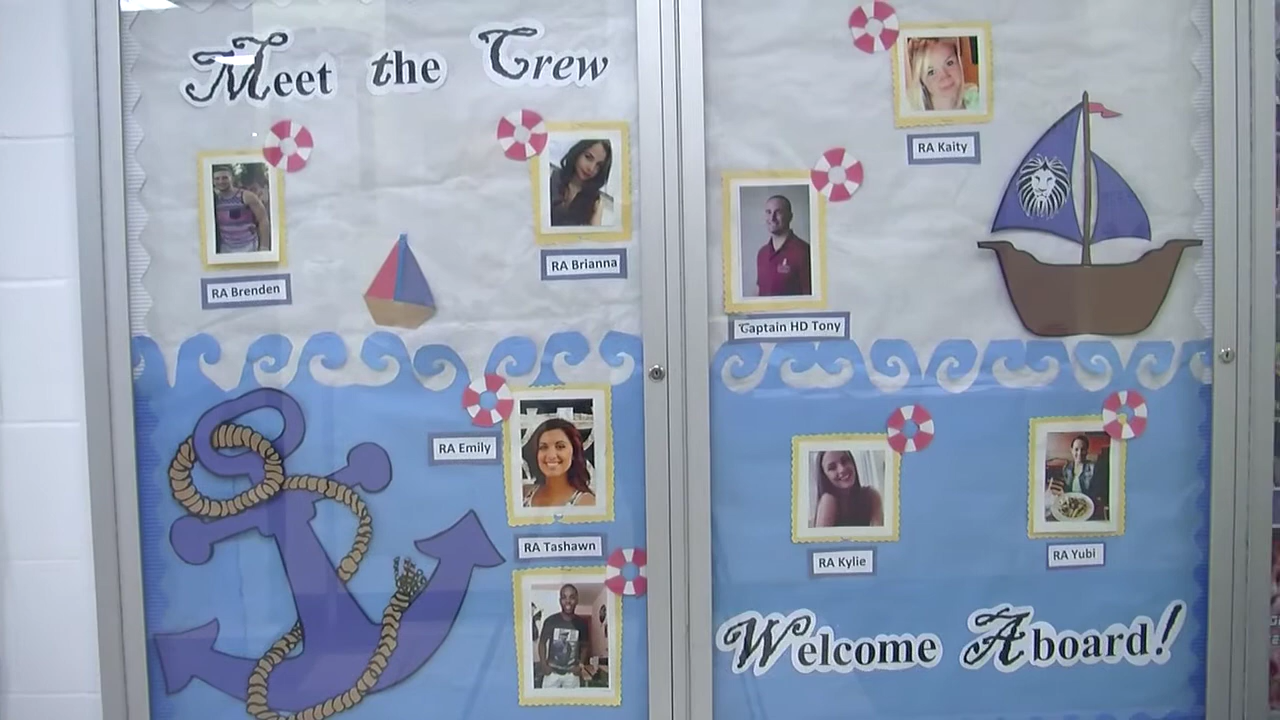 Meet the Crew
RA Brenden
RA Brianna
RA Emily
RA Tashawn
RA Kaity
Captain HD Tony
RA Kylie
RA Yubi
Welcome Aboard!